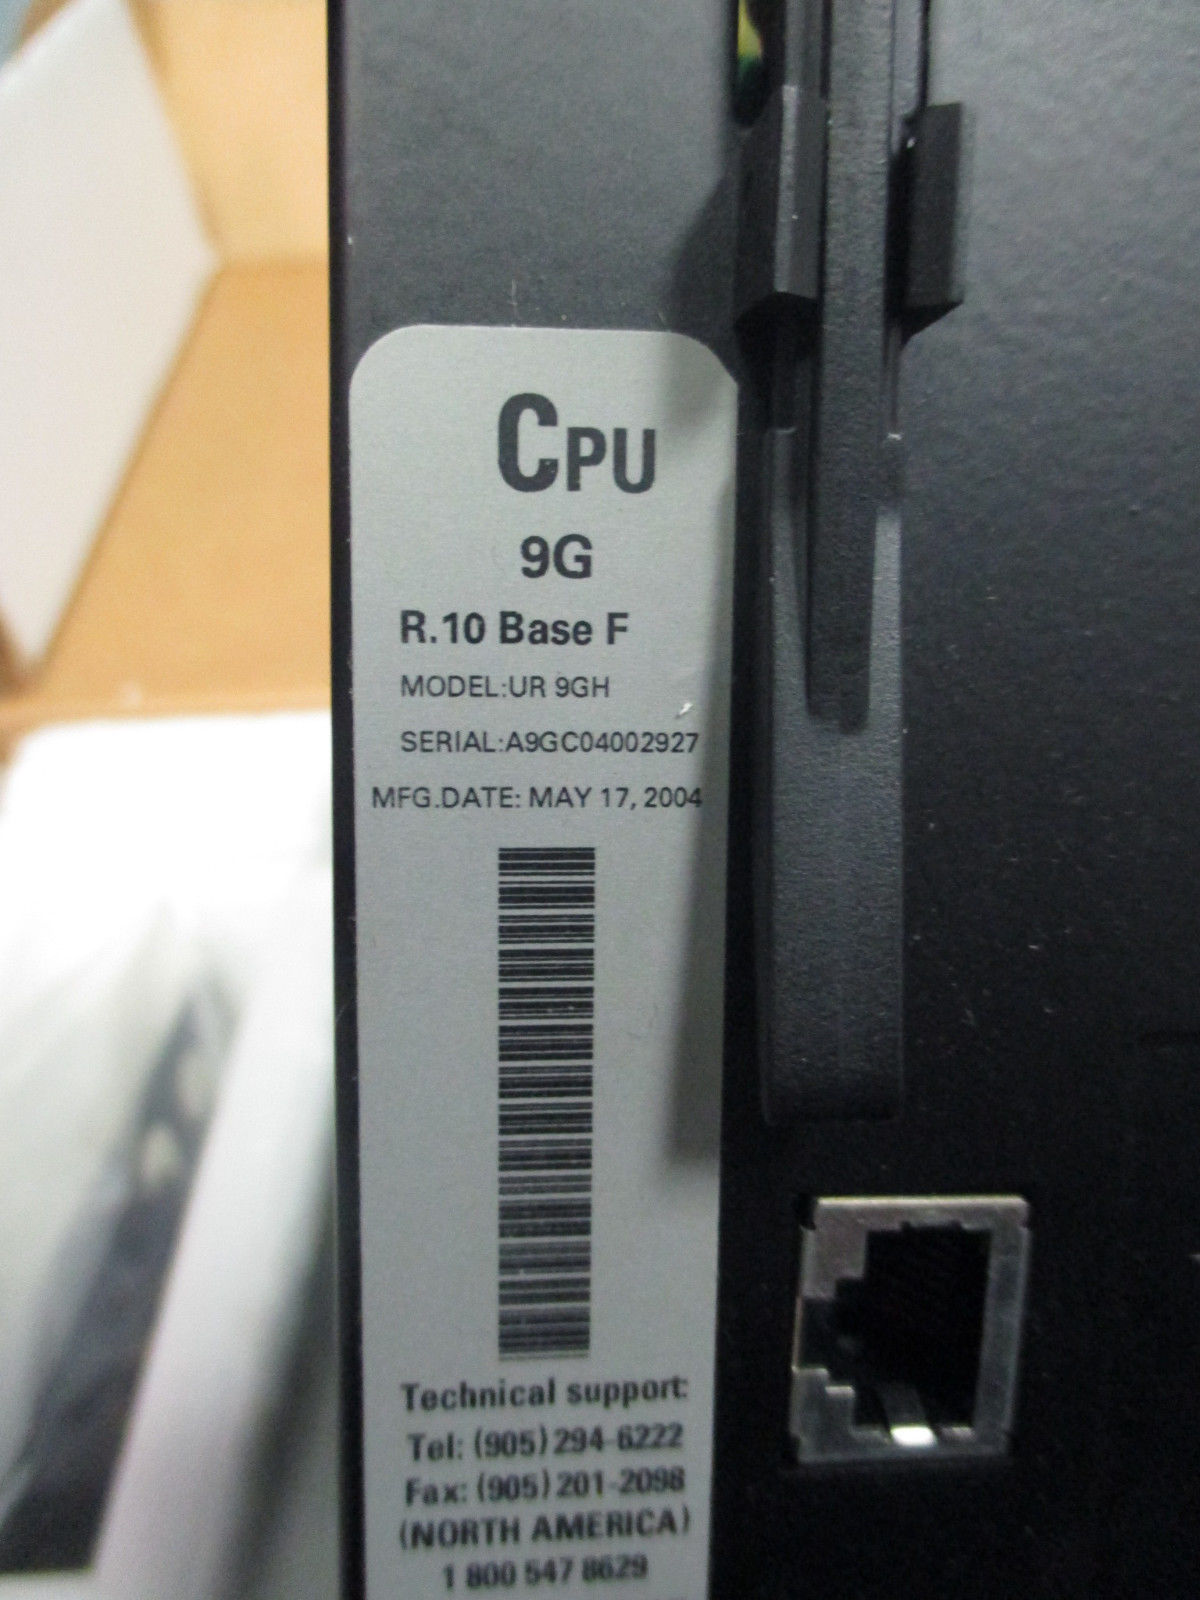 CPU
9G
R.10 Base F
MODEL:UR 9GH
SERIAL:A9GC04002927
MFG.DATE: MAY 17, 2004
Technical support:
Tel: (905) 294-6222
Fax: (905) 201-2098
(NORTH AMERICA)
1 800 547 8629